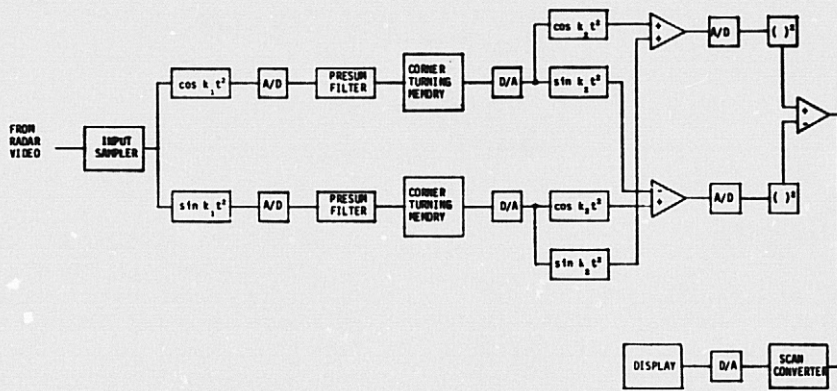 FROM
RADAR
VIDEO
INPUT
SAMPLER
cos k₁t²
A/D
PRESUM
FILTER
CORNER
TURNING
MEMORY
D/A
cos k₂t²
sin k₂t²
+
+
A/D
( )²
sin k₁t²
A/D
PRESUM
FILTER
CORNER
TURNING
MEMORY
D/A
cos k₂t²
sin k₂t²
-
+
A/D
( )²
+
-
DISPLAY
D/A
SCAN
CONVERTER